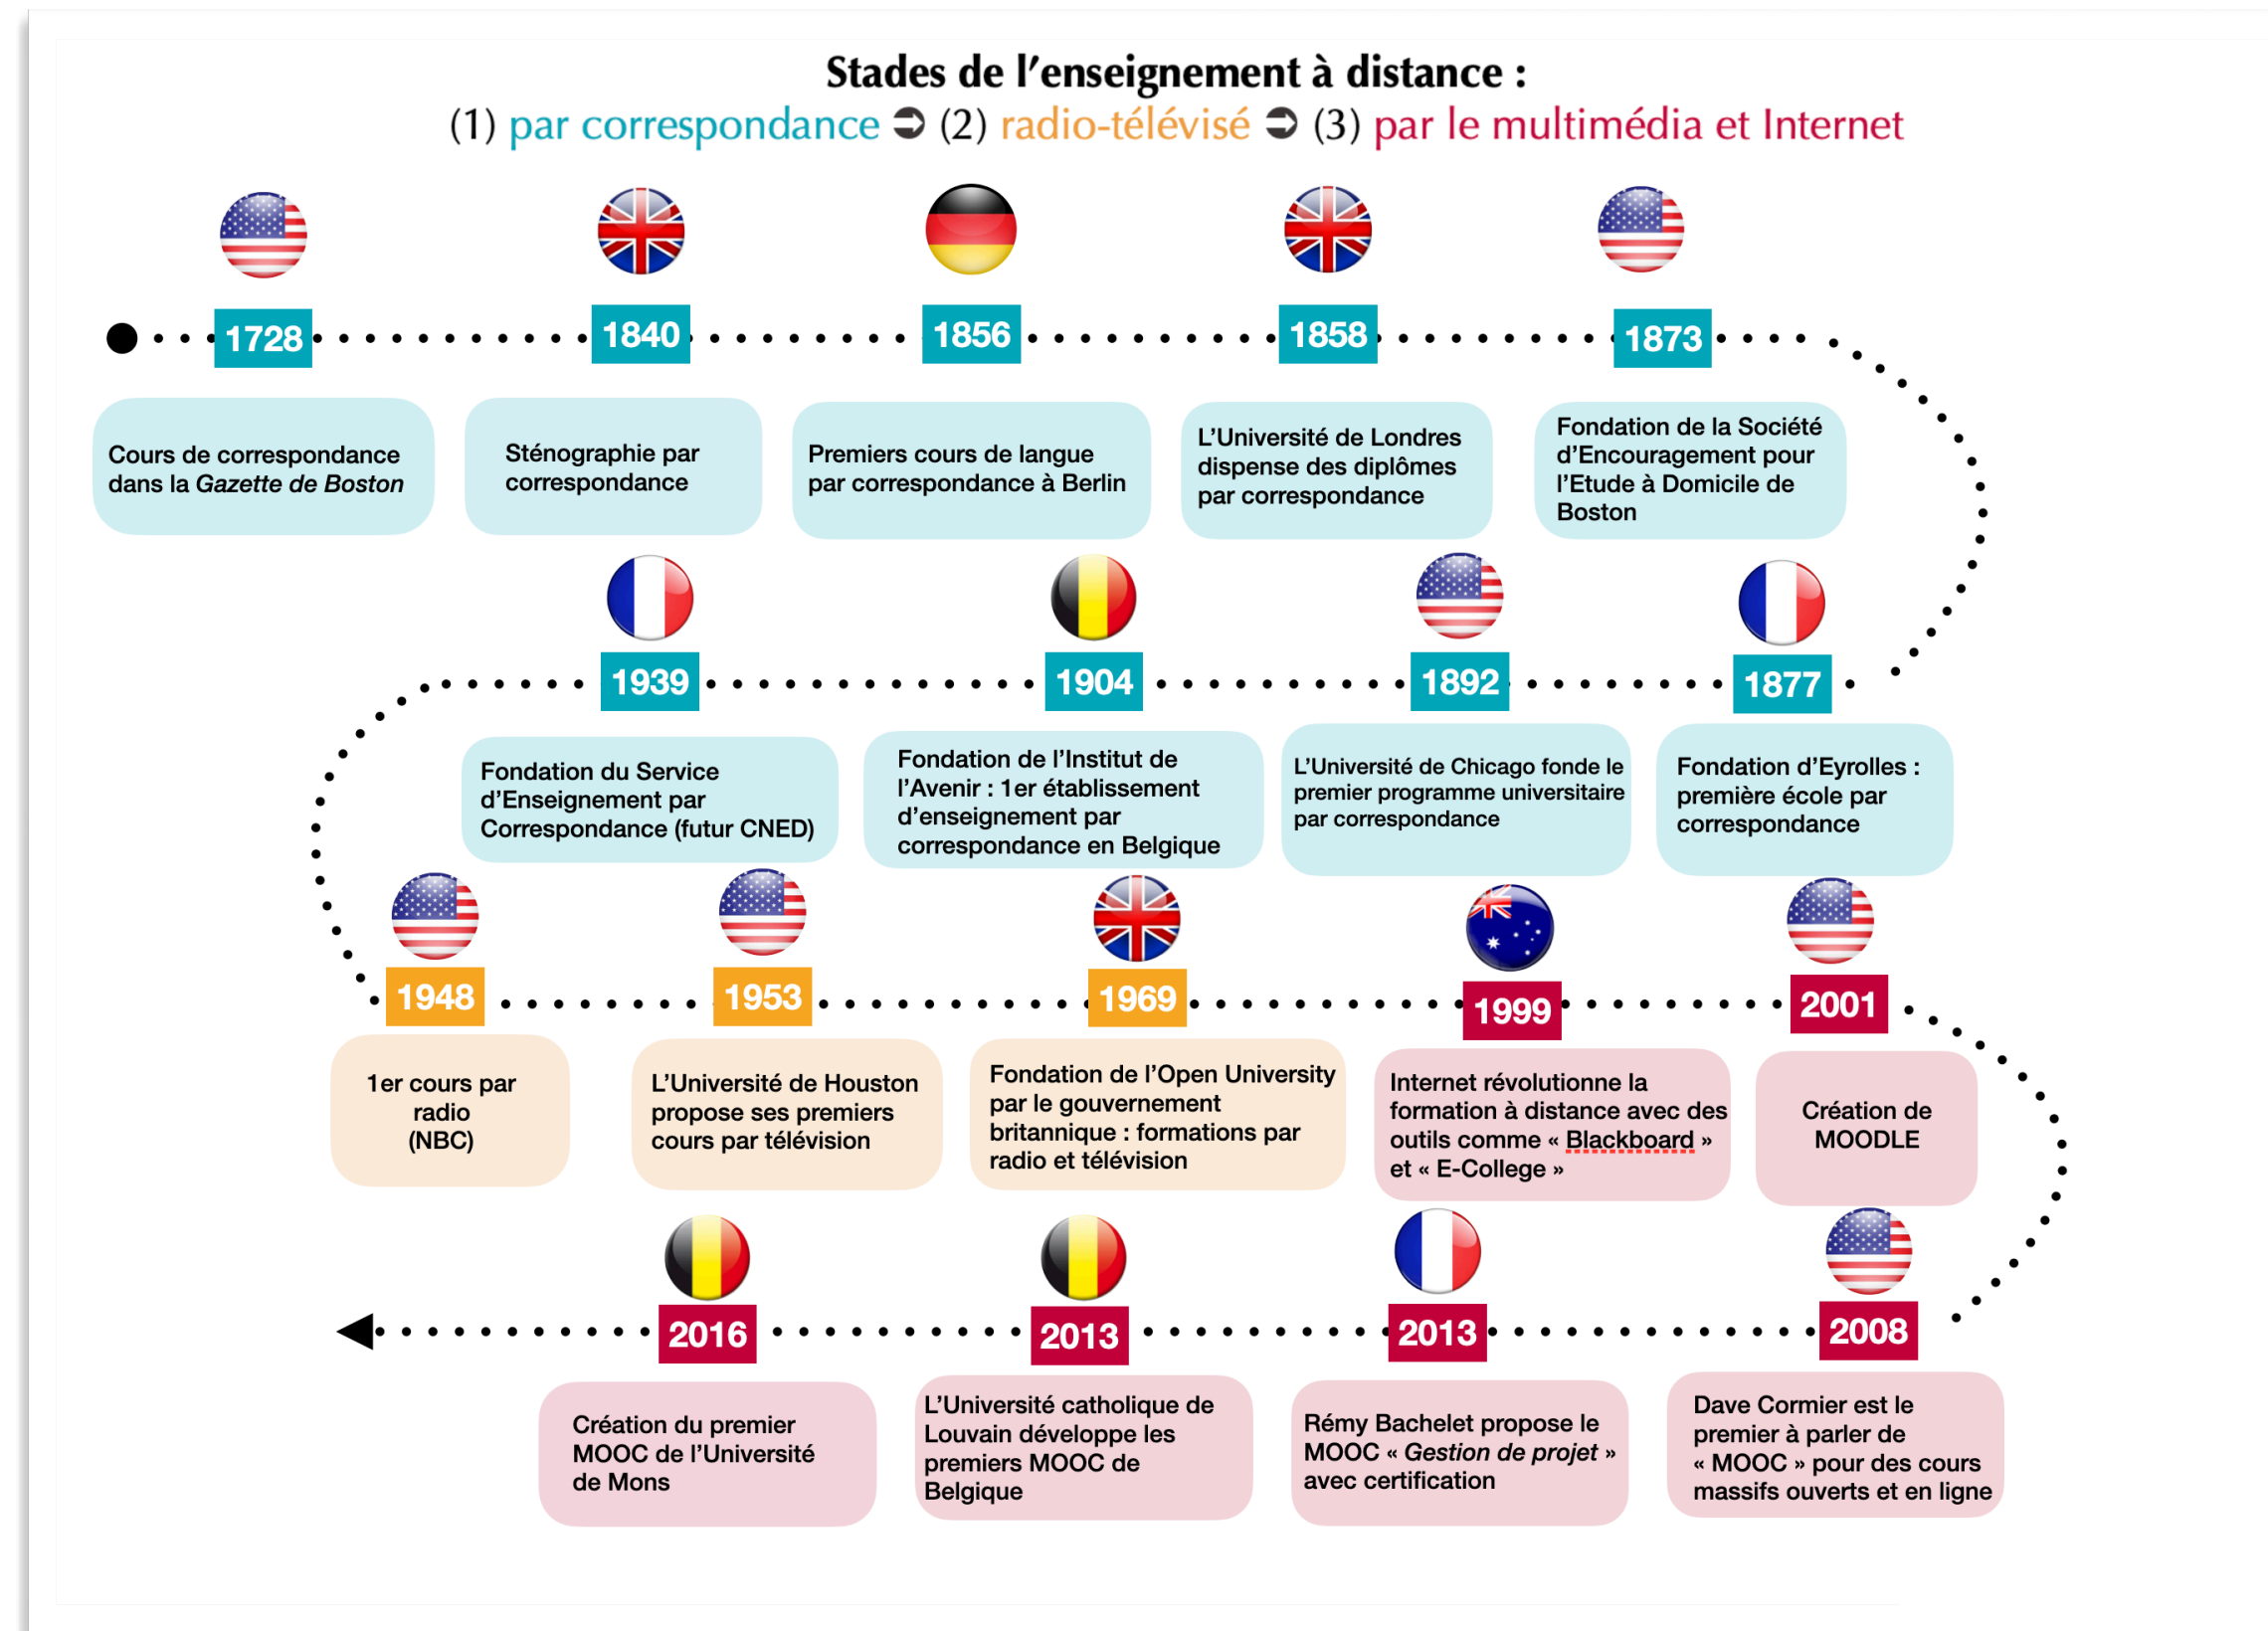 Stades de l’enseignement à distance :
(1) par correspondance ➲ (2) radio-télévisé ➲ (3) par le multimédia et Internet
1728
Cours de correspondance
dans la Gazette de Boston
1840
Sténographie par
correspondance
1856
Premiers cours de langue
par correspondance à Berlin
1858
L’Université de Londres
dispense des diplômes
par correspondance
1873
Fondation de la Société
d’Encouragement pour
l’Etude à Domicile de
Boston
1877
Fondation d’Eyrolles :
première école par
correspondance
1892
L’Université de Chicago fonde le
premier programme universitaire
par correspondance
1904
Fondation de l’Institut de
l’Avenir : 1er établissement
d’enseignement par
correspondance en Belgique
1939
Fondation du Service
d’Enseignement par
Correspondance (futur CNED)
1948
1er cours par
radio
(NBC)
1953
L’Université de Houston
propose ses premiers
cours par télévision
1969
Fondation de l’Open University
par le gouvernement
britannique : formations par
radio et télévision
1999
Internet révolutionne la
formation à distance avec des
outils comme « Blackboard »
et « E-College »
2001
Création de
MOODLE
2008
Dave Cormier est le
premier à parler de
« MOOC » pour des cours
massifs ouverts et en ligne
2013
Rémy Bachelet propose le
MOOC « Gestion de projet »
avec certification
2013
L’Université catholique de
Louvain développe les
premiers MOOC de
Belgique
2016
Création du premier
MOOC de l’Université
de Mons